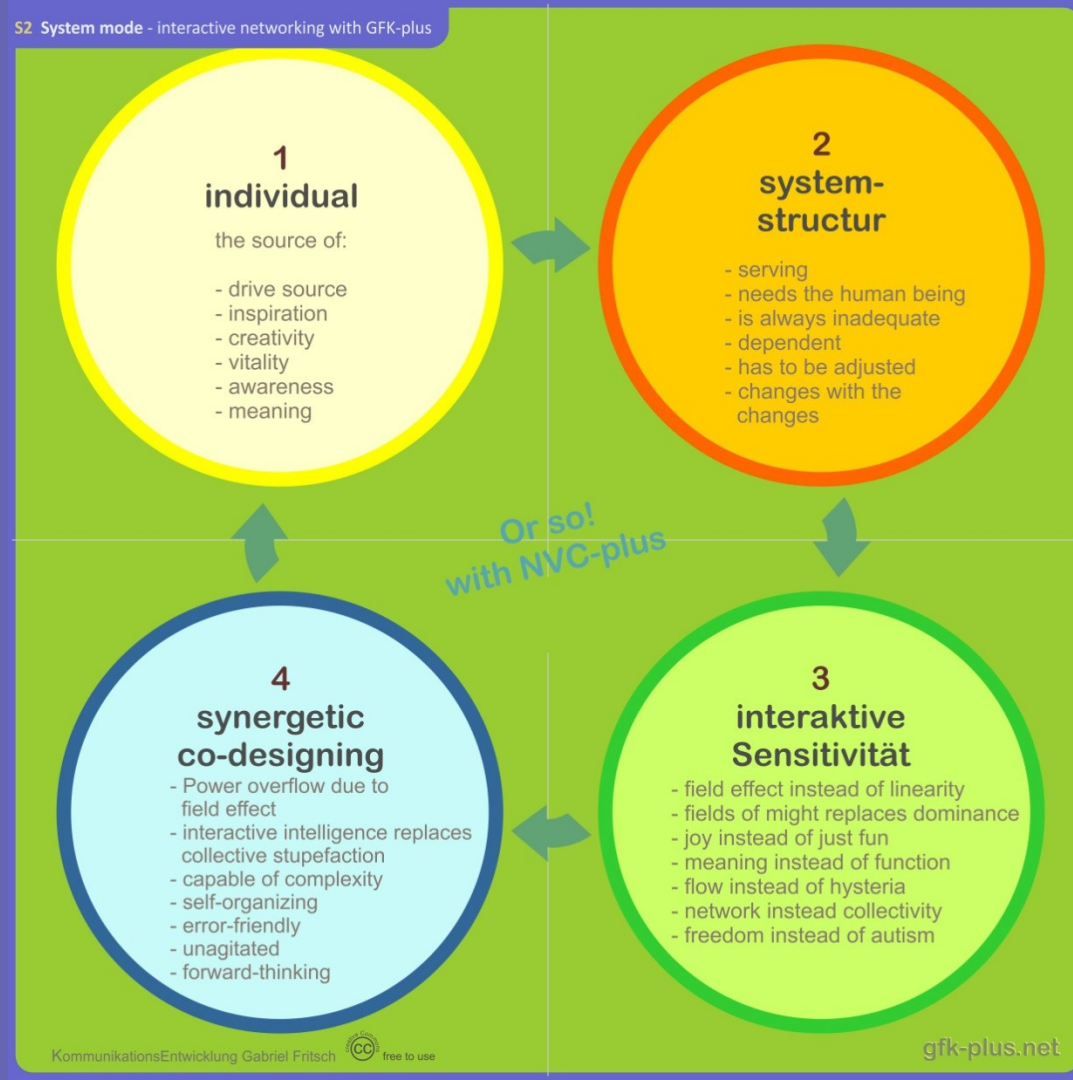 S2 System mode - interactive networking with GFK-plus
1
individual
the source of:
- drive source
- inspiration
- creativity
- vitality
- awareness
- meaning
2
system-
structur
- serving
- needs the human being
- is always inadequate
- dependent
- has to be adjusted
- changes with the
changes
Or so!
with NVC-plus
4
synergetic
co-designing
- Power overflow due to
field effect
- interactive intelligence replaces
collective stupefaction
- capable of complexity
- self-organizing
- error-friendly
- unagitated
- forward-thinking
3
interaktive
Sensitivität
- field effect instead of linearity
- fields of might replaces dominance
- joy instead of just fun
- meaning instead of function
- flow instead of hysteria
- network instead collectivity
- freedom instead of autism
KommunikationsEntwicklung Gabriel Fritsch creative Commons cc free to use
gfk-plus.net